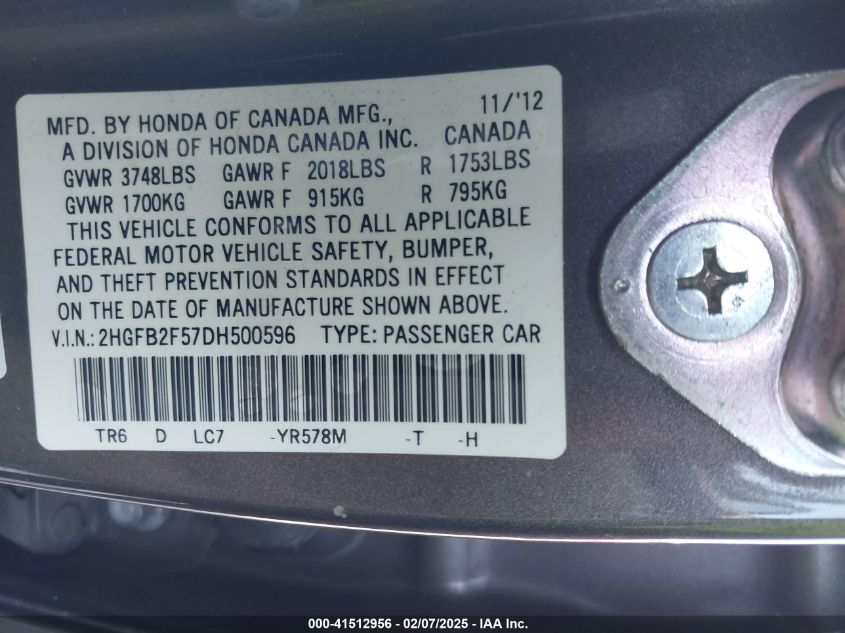 11/'12
MFD. BY HONDA OF CANADA MFG., CANADA
A DIVISION OF HONDA CANADA INC.
GVWR 3748LBS GAWR F 2018LBS R 1753LBS
GVWR 1700KG GAWR F 915KG R 795KG
THIS VEHICLE CONFORMS TO ALL APPLICABLE
FEDERAL MOTOR VEHICLE SAFETY, BUMPER,
AND THEFT PREVENTION STANDARDS IN EFFECT
ON THE DATE OF MANUFACTURE SHOWN ABOVE.
V.I.N.: 2HGFB2F57DH500596 TYPE: PASSENGER CAR
TR6 D LC7 -YR578M -T -H
000-41512956 - 02/07/2025 - IAA Inc.